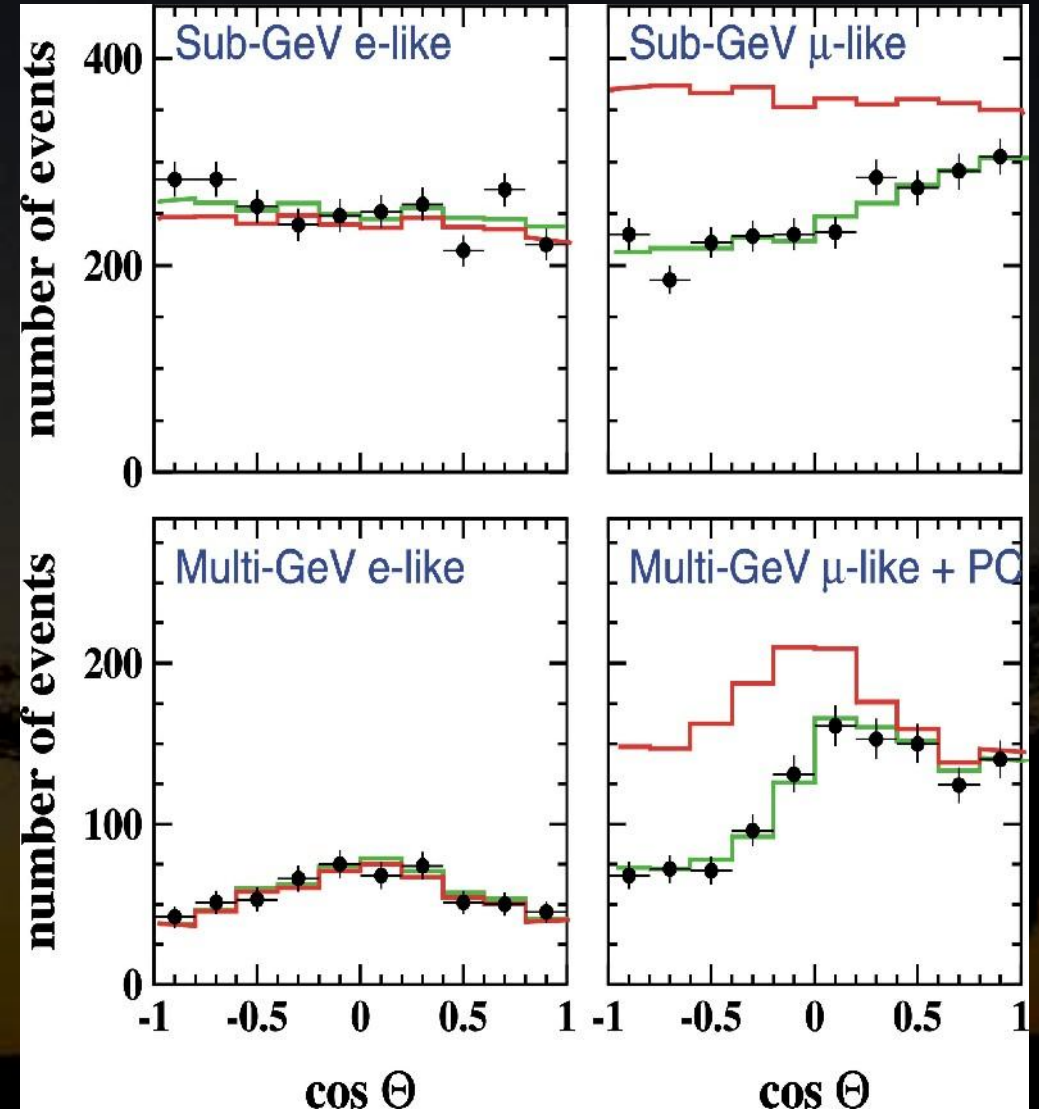 number of events
400
200
0
Sub-GeV e-like
Sub-GeV μ-like
number of events
200
100
0
Multi-GeV e-like
Multi-GeV μ-like + PC
-1 -0.5 0 0.5 1
-1 -0.5 0 0.5 1
cos Θ
cos Θ